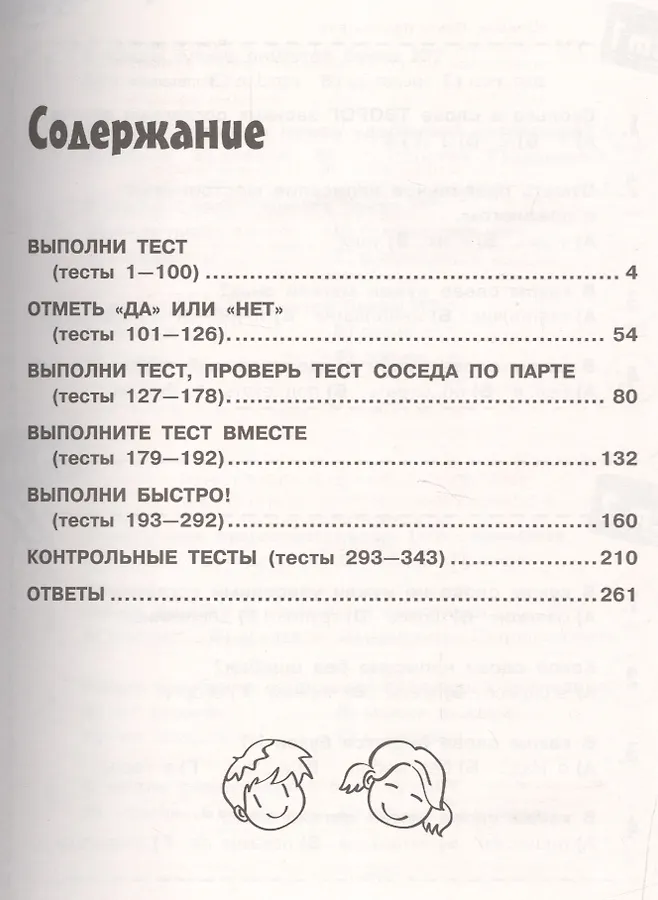 Содержание
ВЫПОЛНИ ТЕСТ
(тесты 1—100) 4
ОТМЕТЬ «ДА» ИЛИ «НЕТ»
(тесты 101—126) 54
ВЫПОЛНИ ТЕСТ, ПРОВЕРЬ ТЕСТ СОСЕДА ПО ПАРТЕ
(тесты 127—178) 80
ВЫПОЛНИТЕ ТЕСТ ВМЕСТЕ
(тесты 179—192) 132
ВЫПОЛНИ БЫСТРО!
(тесты 193—292) 160
КОНТРОЛЬНЫЕ ТЕСТЫ (тесты 293—343) 210
ОТВЕТЫ 261